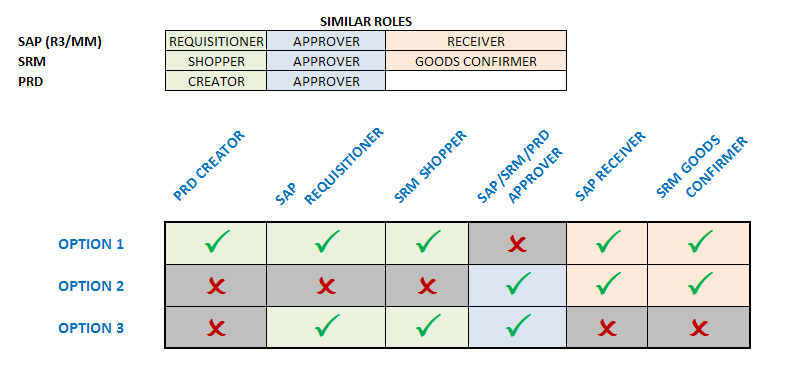 SIMILAR ROLES
SAP (R3/MM) REQUISITIONER APPROVER RECEIVER
SRM SHOPPER APPROVER GOODS CONFIRMER
PRD CREATOR APPROVER
PRD CREATOR
SAP
REQUISITIONER
SRM SHOPPER
SAP/SRM/PRD
APPROVER
SAP RECEIVER
SRM GOODS
CONFIRMER
OPTION 1 ✓ ✓ ✓ ✘ ✓ ✓
OPTION 2 ✘ ✘ ✘ ✓ ✓ ✓
OPTION 3 ✘ ✓ ✓ ✓ ✘ ✘